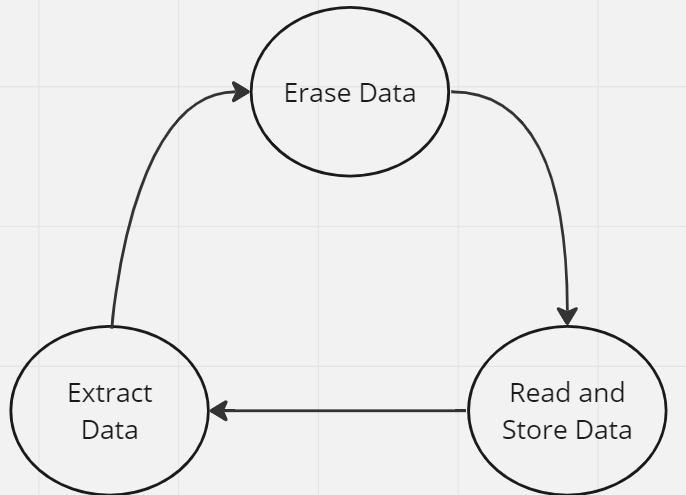 Erase Data
Read and
Store Data
Extract
Data